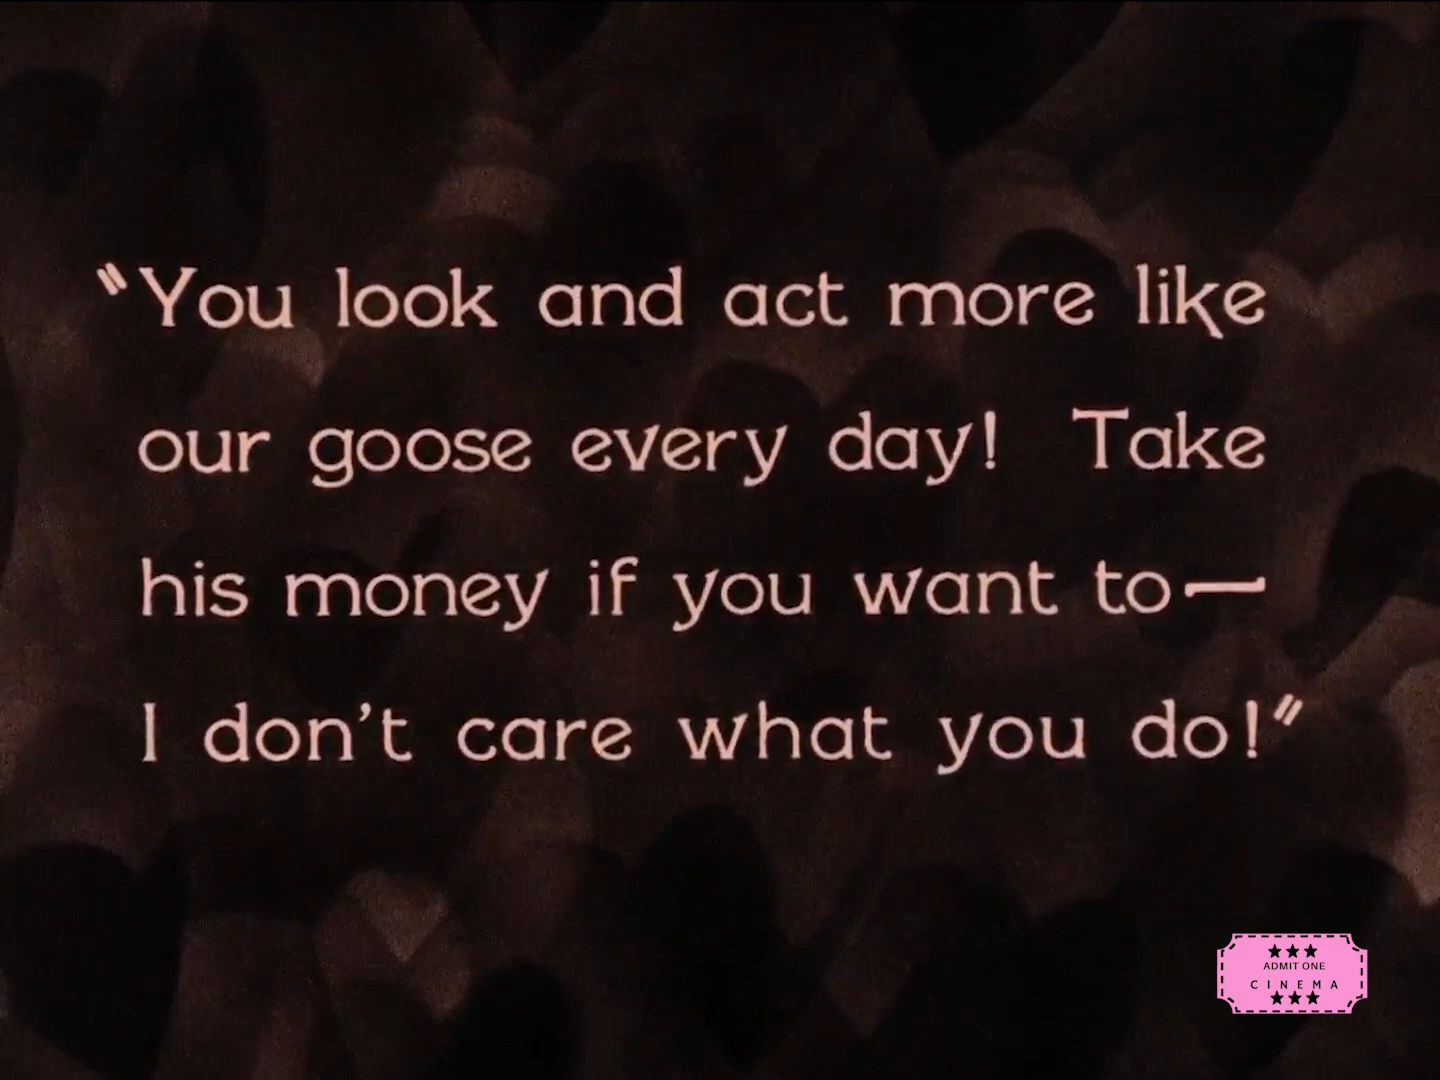 “You look and act more like
our goose every day! Take
his money if you want to—
I don’t care what you do!”
ADMIT ONE
CINEMA